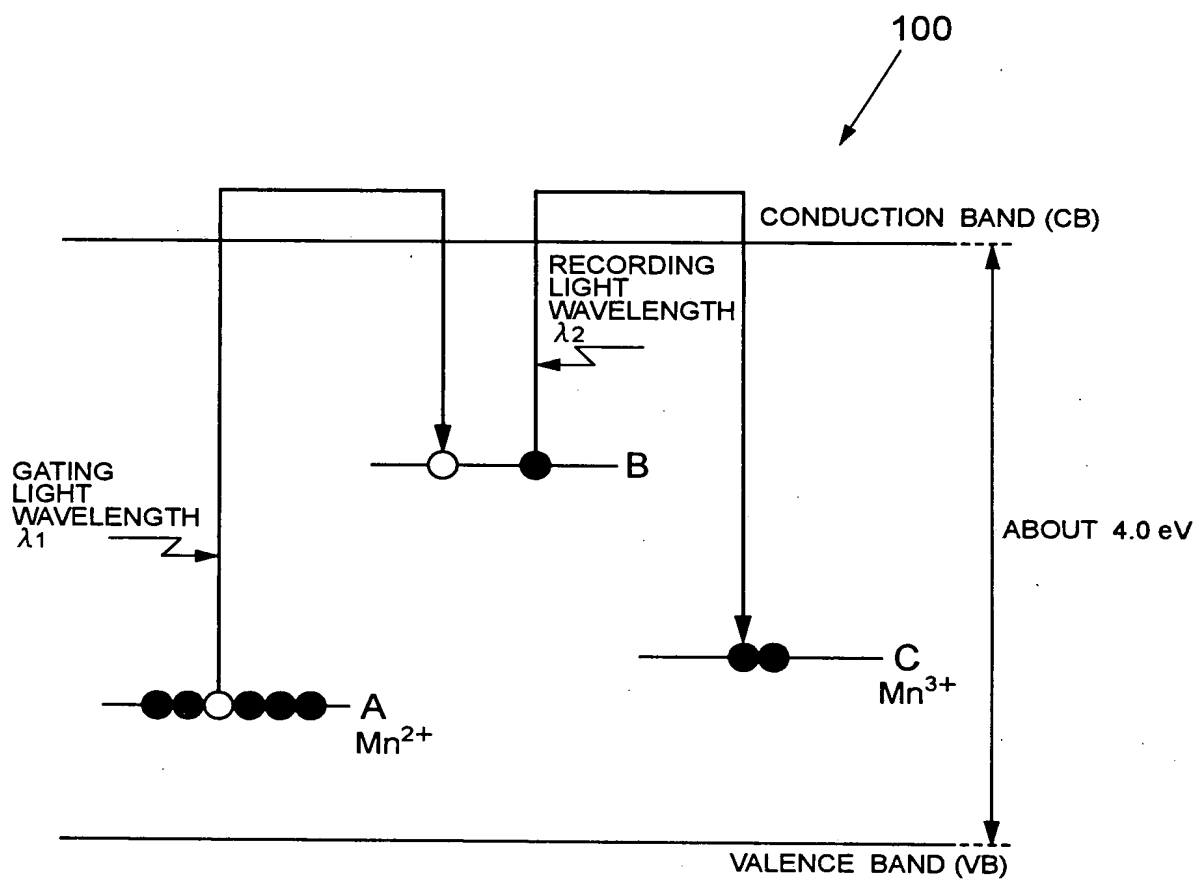 100
CONDUCTION BAND (CB)
RECORDING
LIGHT
WAVELENGTH
λ2
GATING
LIGHT
WAVELENGTH
λ1
B
ABOUT 4.0 eV
C
Mn³⁺
A
Mn²⁺
VALENCE BAND (VB)